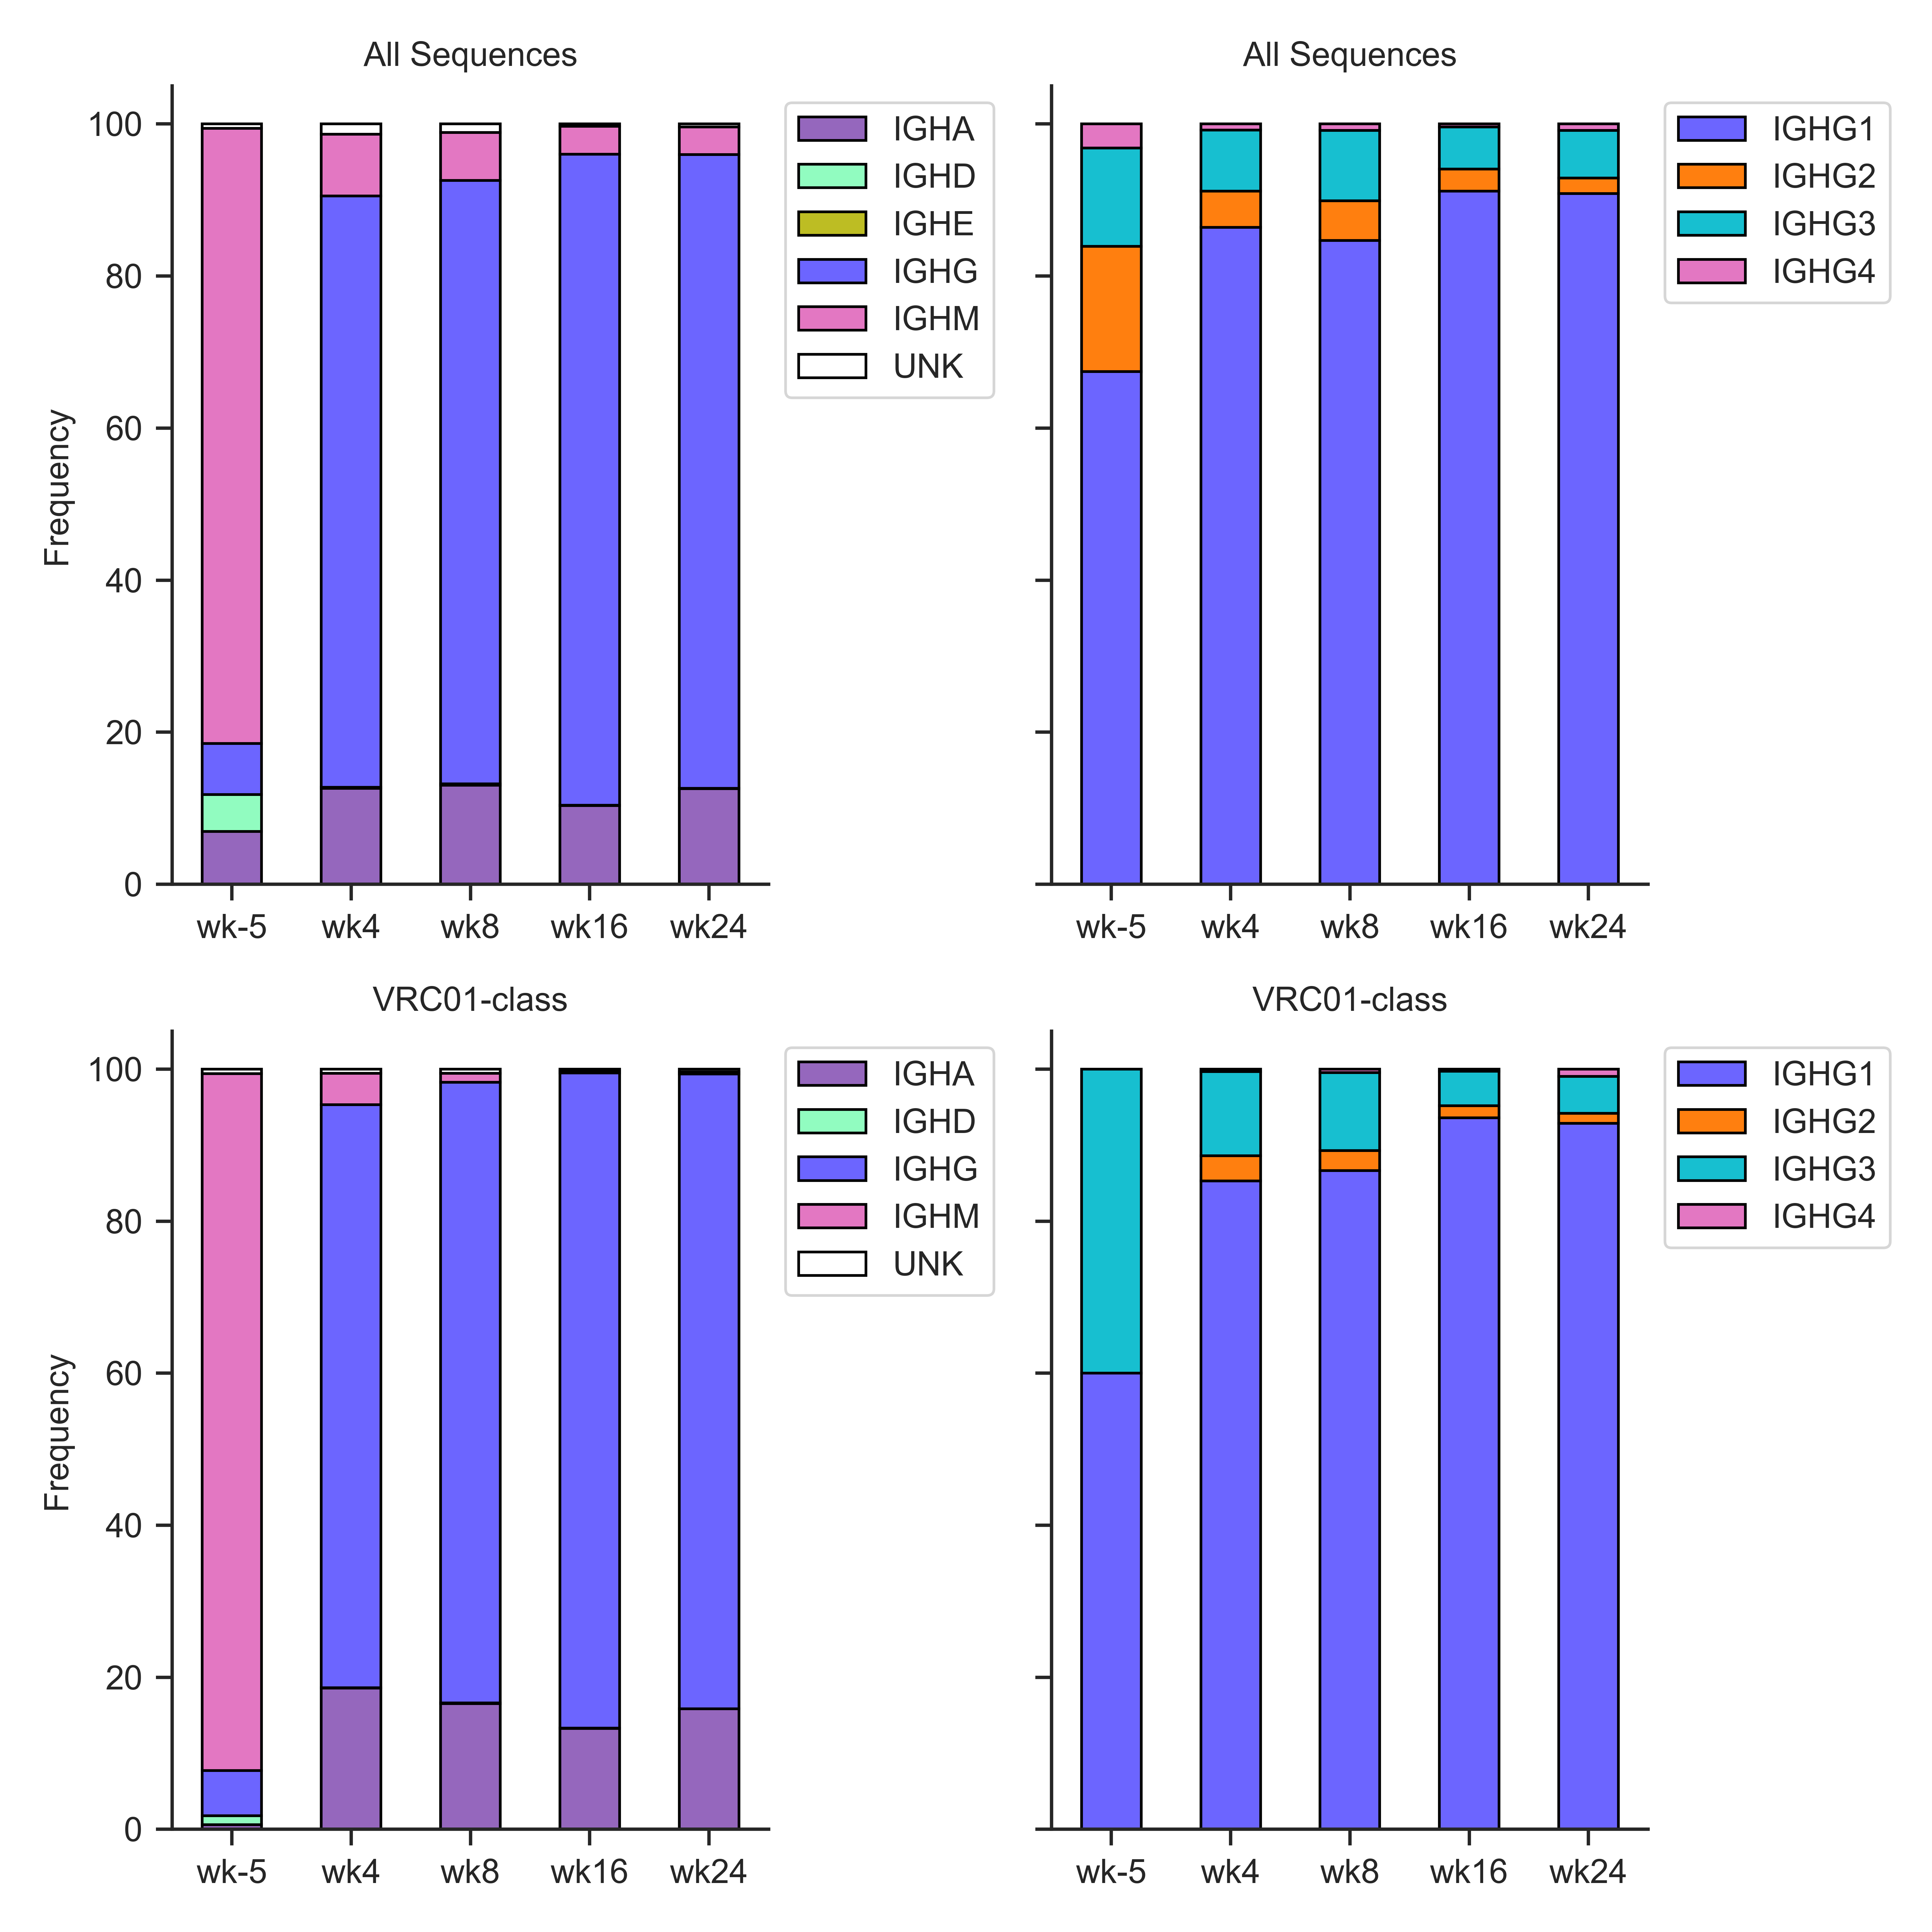 All Sequences
Frequency
100
80
60
40
20
0
wk-5 wk4 wk8 wk16 wk24
IGHA
IGHD
IGHE
IGHG
IGHM
UNK
All Sequences
wk-5 wk4 wk8 wk16 wk24
IGHG1
IGHG2
IGHG3
IGHG4
VRC01-class
Frequency
100
80
60
40
20
0
wk-5 wk4 wk8 wk16 wk24
IGHA
IGHD
IGHG
IGHM
UNK
VRC01-class
wk-5 wk4 wk8 wk16 wk24
IGHG1
IGHG2
IGHG3
IGHG4